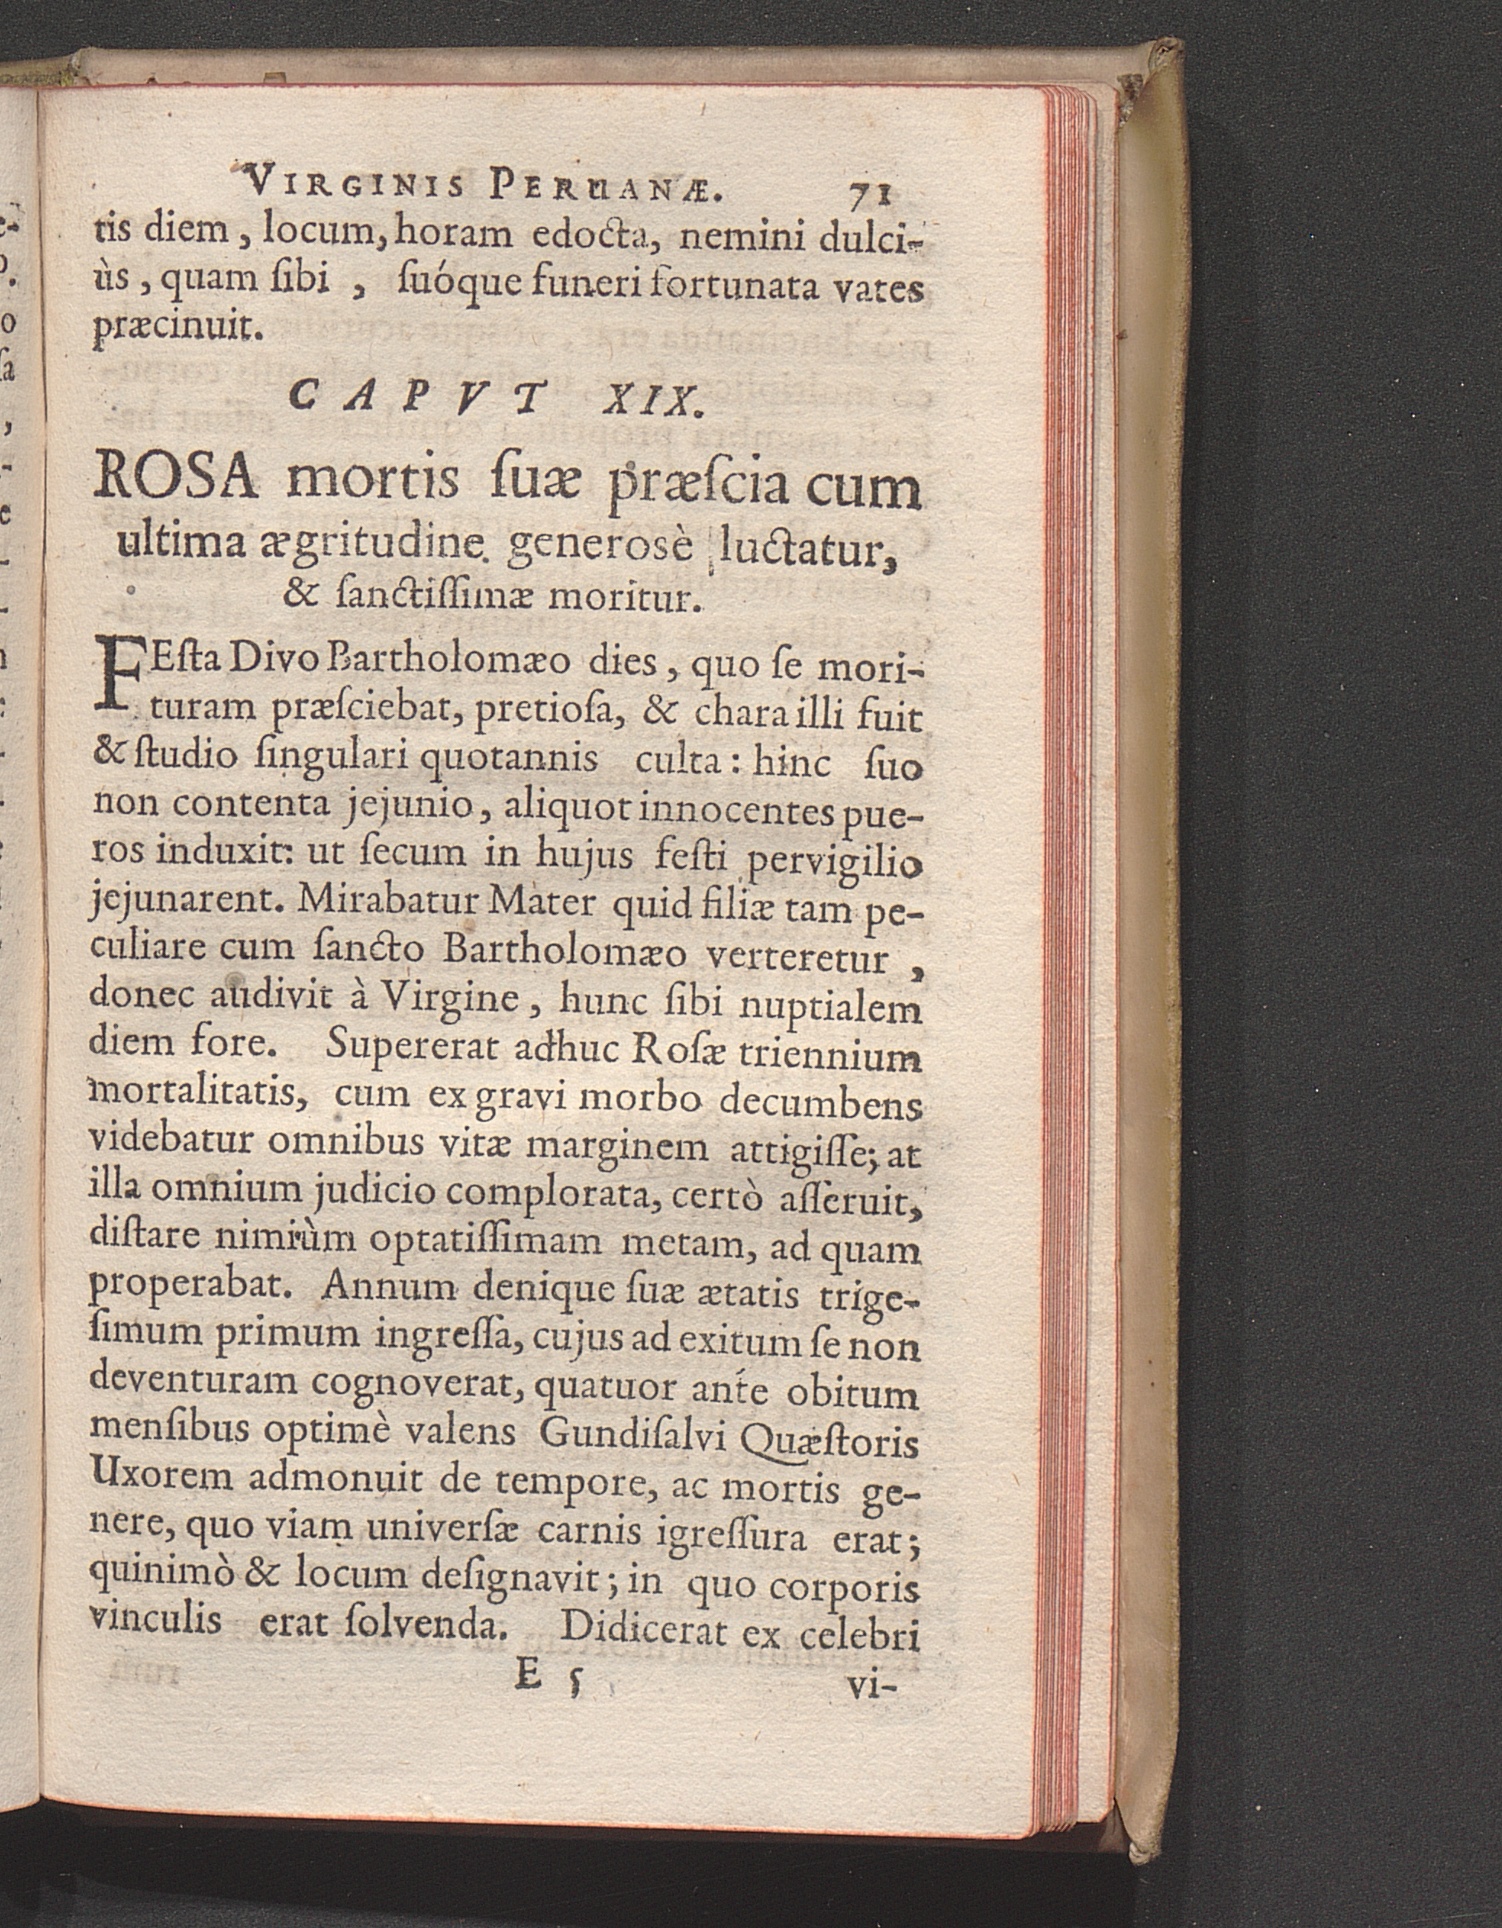 VIRGINIS PERUANÆ. 71
tis diem, locum, horam edocta, nemini dulci-
ùs, quam ſibi, ſuóque funeri fortunata vates
præcinuit.
CAPVT XIX.
ROSA mortis ſuæ præſcia cum
ultima ægritudine generosè luctatur,
& ſanctiſſimæ moritur.
FEſta Divo Bartholomæo dies, quo ſe mori-
turam præſciebat, pretioſa, & chara illi fuit
& ſtudio ſingulari quotannis culta: hinc ſuo
non contenta jejunio, aliquot innocentes pue-
ros induxit: ut ſecum in hujus feſti pervigilio
jejunarent. Mirabatur Mater quid filiæ tam pe-
culiare cum ſancto Bartholomæo verteretur,
donec audivit à Virgine, hunc ſibi nuptialem
diem fore. Supererat adhuc Roſæ triennium
mortalitatis, cum ex gravi morbo decumbens
videbatur omnibus vitæ marginem attigiſſe; at
illa omnium judicio complorata, certò aſſeruit,
diſtare nimiùm optatiſſimam metam, ad quam
properabat. Annum denique ſuæ ætatis trige-
ſimum primum ingreſſa, cujus ad exitum ſe non
deventuram cognoverat, quatuor ante obitum
menſibus optimè valens Gundiſalvi Quæſtoris
Uxorem admonuit de tempore, ac mortis ge-
nere, quo viam univerſæ carnis igreſſura erat;
quinimò & locum deſignavit; in quo corporis
vinculis erat ſolvenda. Didicerat ex celebri
E 5 vi-